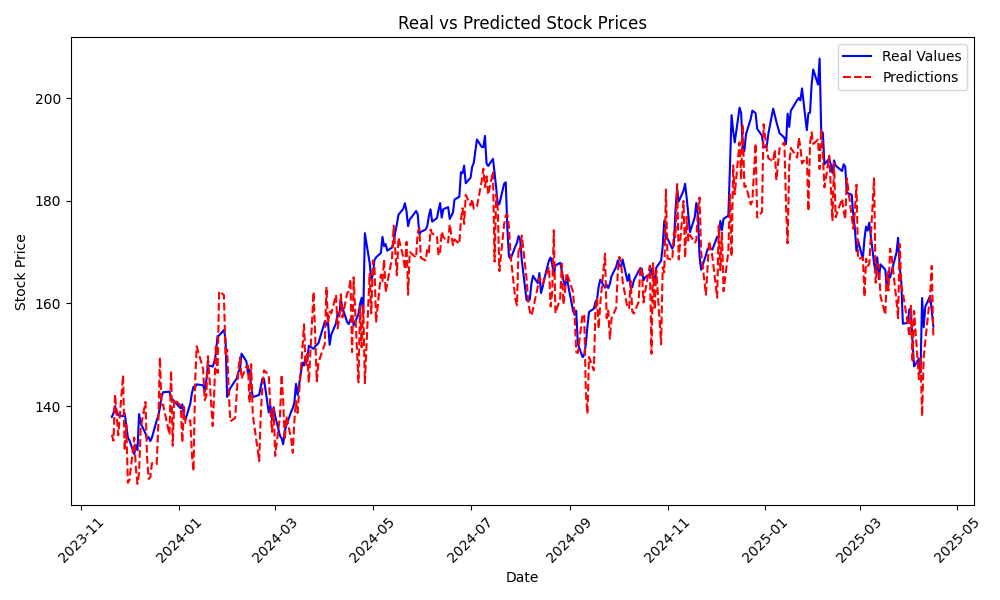 Real vs Predicted Stock Prices
Real Values
Predictions
200
180
160
140
Stock Price
2023-11
2024-01
2024-03
2024-05
2024-07
2024-09
2024-11
2025-01
2025-03
2025-05
Date